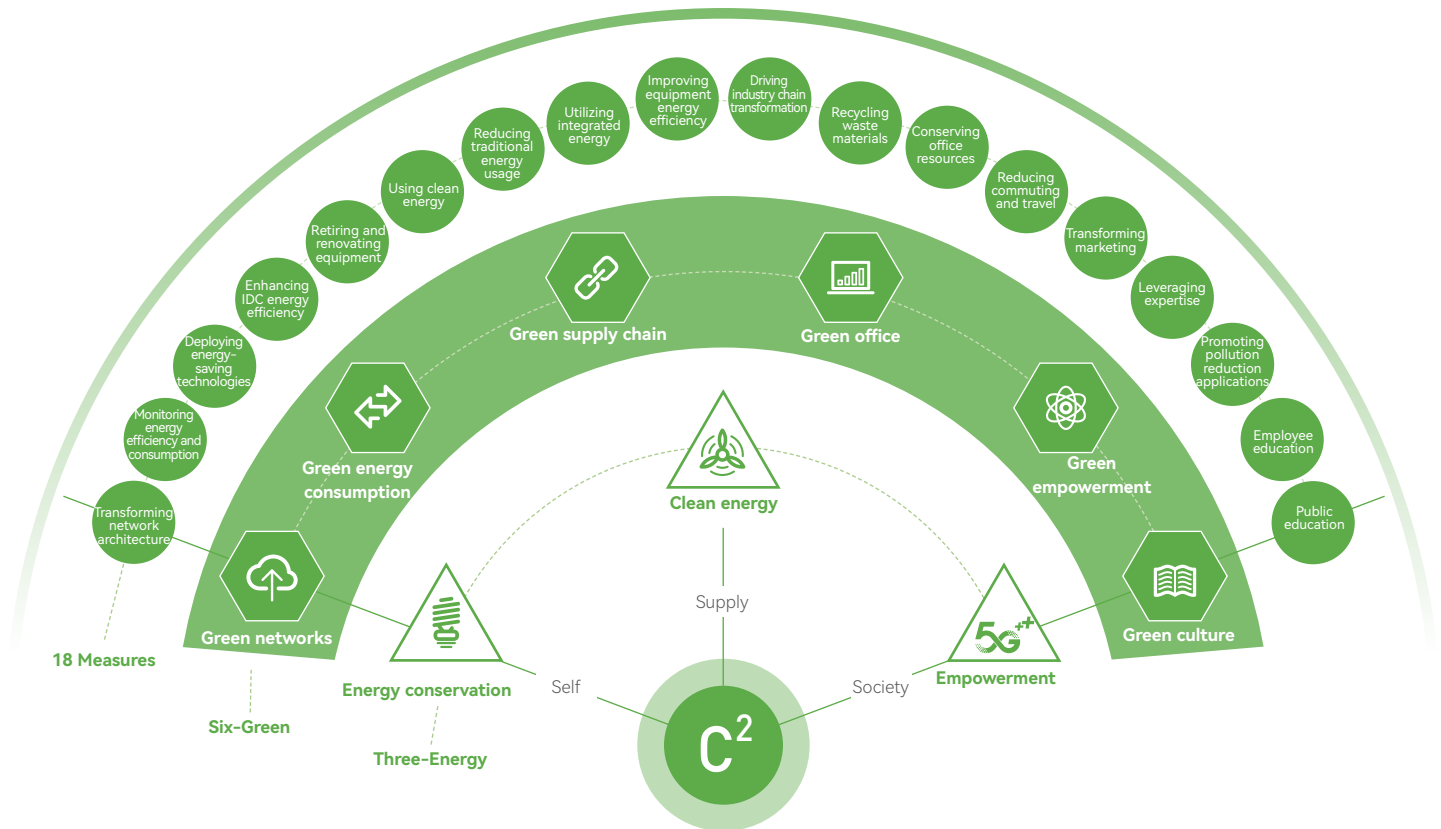 Improving
equipment
energy
efficiency
Driving
industry chain
transformation
Utilizing
integrated
energy
Recycling
waste
materials
Reducing
traditional
energy
usage
Conserving
office
resources
Using clean
energy
Reducing
commuting
and travel
Retiring and
renovating
equipment
Transforming
marketing
Enhancing
IDC energy
efficiency
Leveraging
expertise
Deploying
energy-
saving
technologies
Promoting
pollution
reduction
applications
Monitoring
energy
efficiency and
consumption
Employee
education
Transforming
network
architecture
Public
education
Green supply chain
Green office
Green energy
consumption
Green
empowerment
Green networks
Green culture
Clean energy
Supply
5G++
18 Measures
Energy conservation
Self
Society
Empowerment
Six-Green
Three-Energy
C²